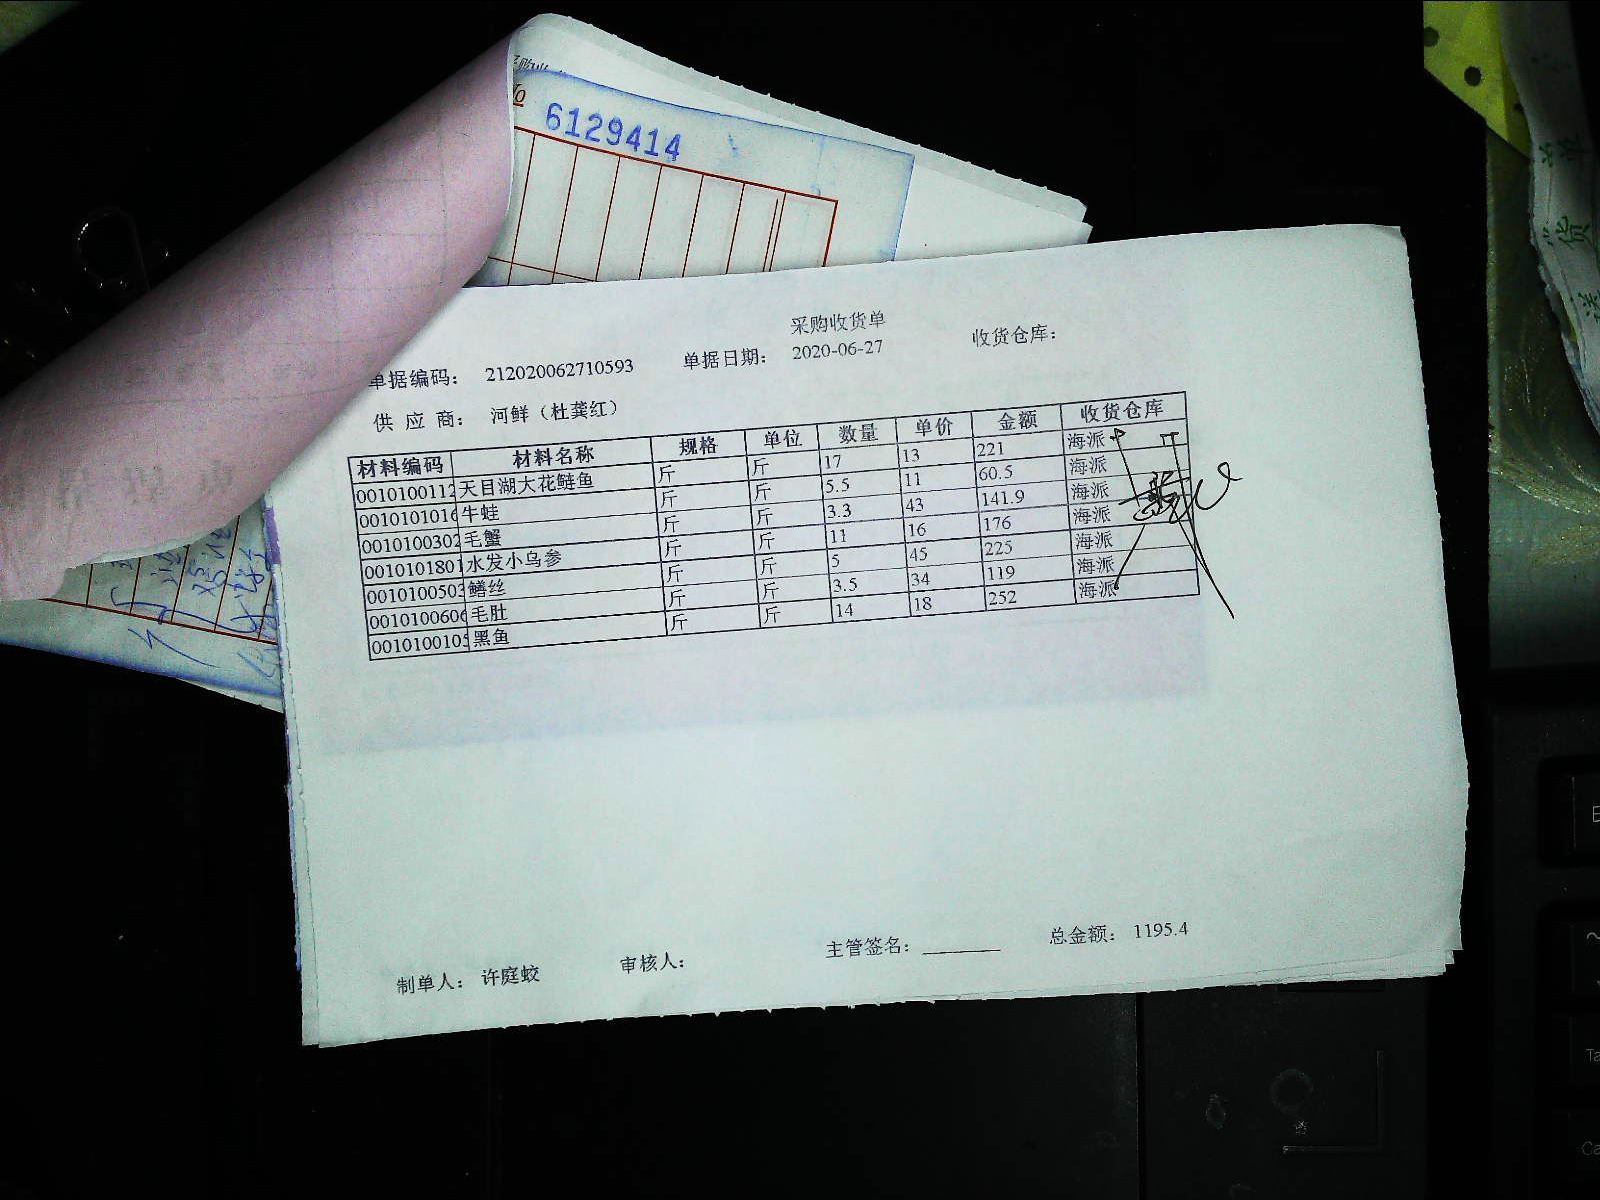 6129414
采购收货单
单据编码： 212020062710593 单据日期： 2020-06-27 收货仓库：
供 应 商： 河鲜（杜龚红）
材料编码 材料名称 规格 单位 数量 单价 金额 收货仓库
0010100112 天目湖大花鲢鱼 斤 斤 17 13 221 海派
0010101016 牛蛙 斤 斤 5.5 11 60.5 海派
0010100302 毛蟹 斤 斤 3.3 43 141.9 海派
0010101801 水发小乌参 斤 斤 11 16 176 海派
0010100503 鳝丝 斤 斤 5 45 225 海派
0010100606 毛肚 斤 斤 3.5 34 119 海派
0010100105 黑鱼 斤 斤 14 18 252 海派
制单人： 许庭蛟 审核人： 主管签名： 总金额： 1195.4